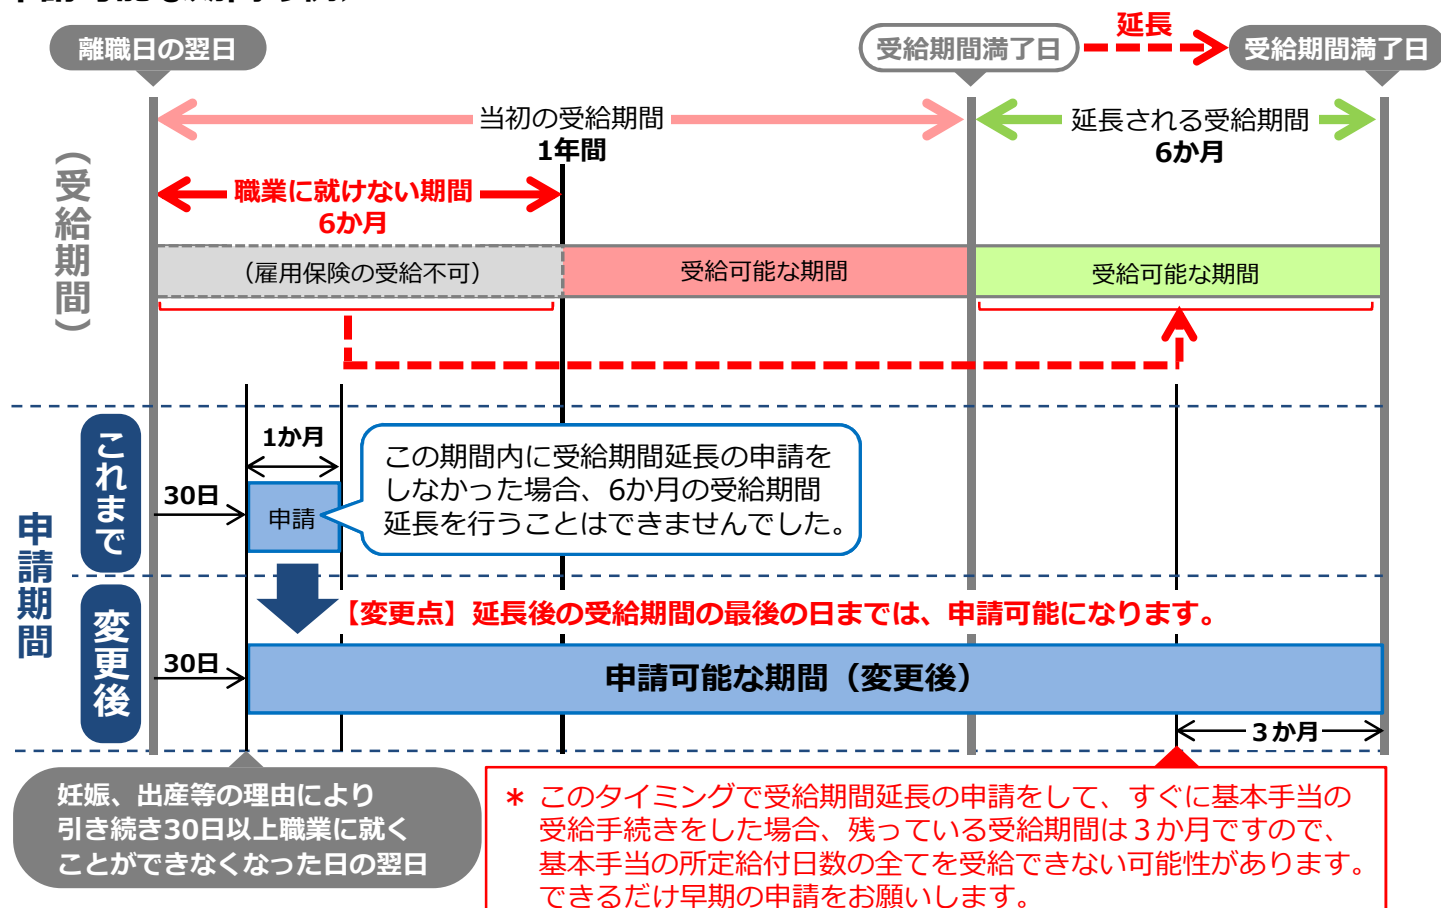 離職日の翌日
受給期間満了日
延長
受給期間満了日
当初の受給期間
1年間
延長される受給期間
6か月
（受給期間）
職業に就けない期間
6か月
（雇用保険の受給不可）
受給可能な期間
受給可能な期間
申請期間
これまで
30日
1か月
申請
この期間内に受給期間延長の申請を
しなかった場合、6か月の受給期間
延長を行うことはできませんでした。
変更後
【変更点】延長後の受給期間の最後の日までは、申請可能になります。
30日
申請可能な期間（変更後）
３か月
妊娠、出産等の理由により
引き続き30日以上職業に就く
ことができなくなった日の翌日
＊ このタイミングで受給期間延長の申請をして、すぐに基本手当の
受給手続きをした場合、残っている受給期間は３か月ですので、
基本手当の所定給付日数の全てを受給できない可能性があります。
できるだけ早期の申請をお願いします。